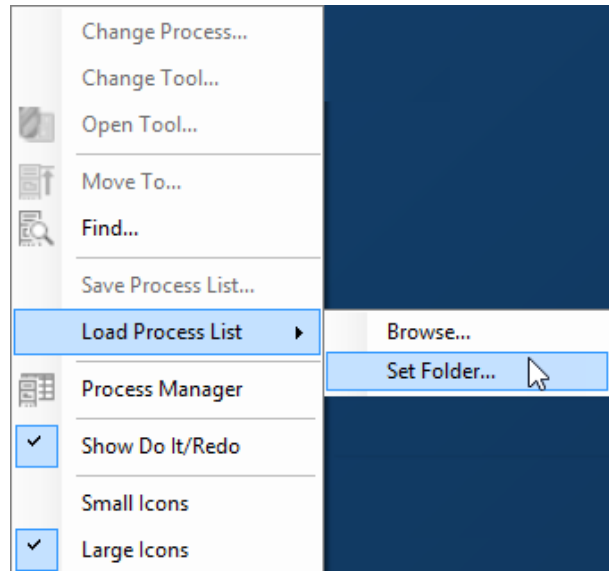 Change Process...
Change Tool...
Open Tool...
Move To...
Find...
Save Process List...
Load Process List
Browse...
Set Folder...
Process Manager
Show Do It/Redo
Small Icons
Large Icons